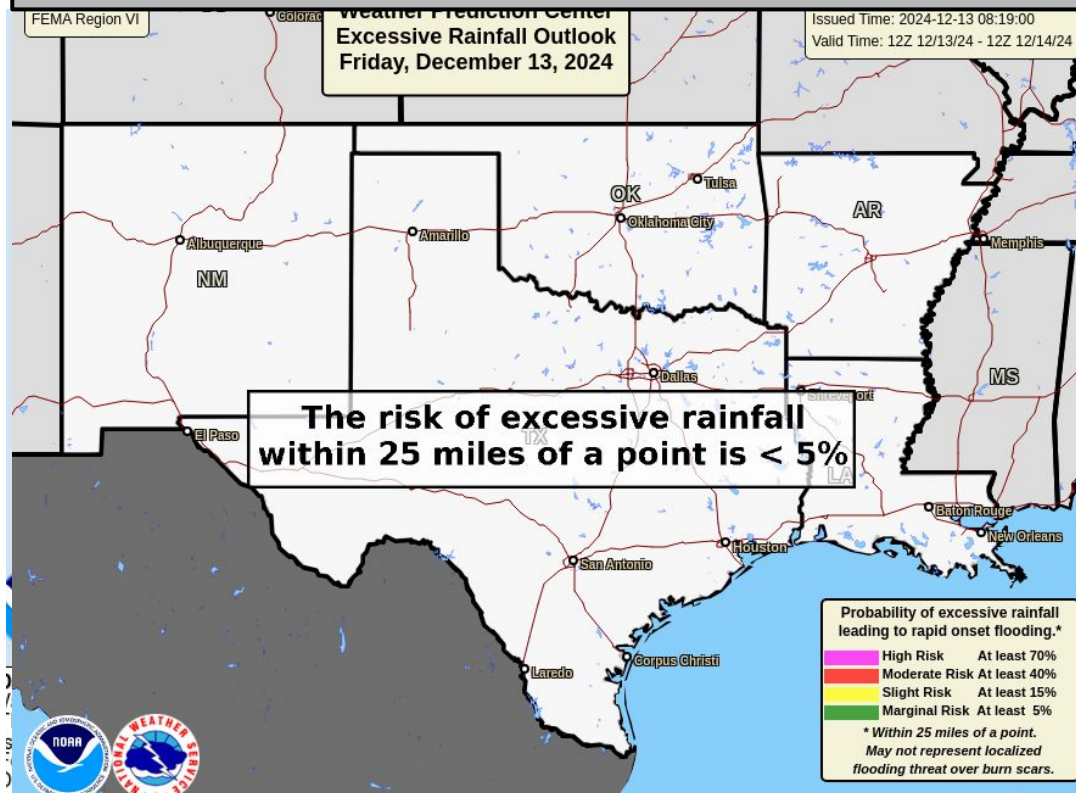 FEMA Region VI
Weather Prediction Center
Excessive Rainfall Outlook
Friday, December 13, 2024
Issued Time: 2024-12-13 08:19:00
Valid Time: 12Z 12/13/24 - 12Z 12/14/24
Colorad
Tulsa
OK
Oklahoma City
AR
Amarillo
Albuquerque
Memphis
NM
Dallas
MS
Shreveport
The risk of excessive rainfall
within 25 miles of a point is < 5%
El Paso
TX
LA
Baton Rouge
New Orleans
Houston
San Antonio
Laredo
Corpus Christi
Probability of excessive rainfall
leading to rapid onset flooding.*
High Risk At least 70%
Moderate Risk At least 40%
Slight Risk At least 15%
Marginal Risk At least 5%
* Within 25 miles of a point.
May not represent localized
flooding threat over burn scars.
NOAA
NATIONAL WEATHER SERVICE